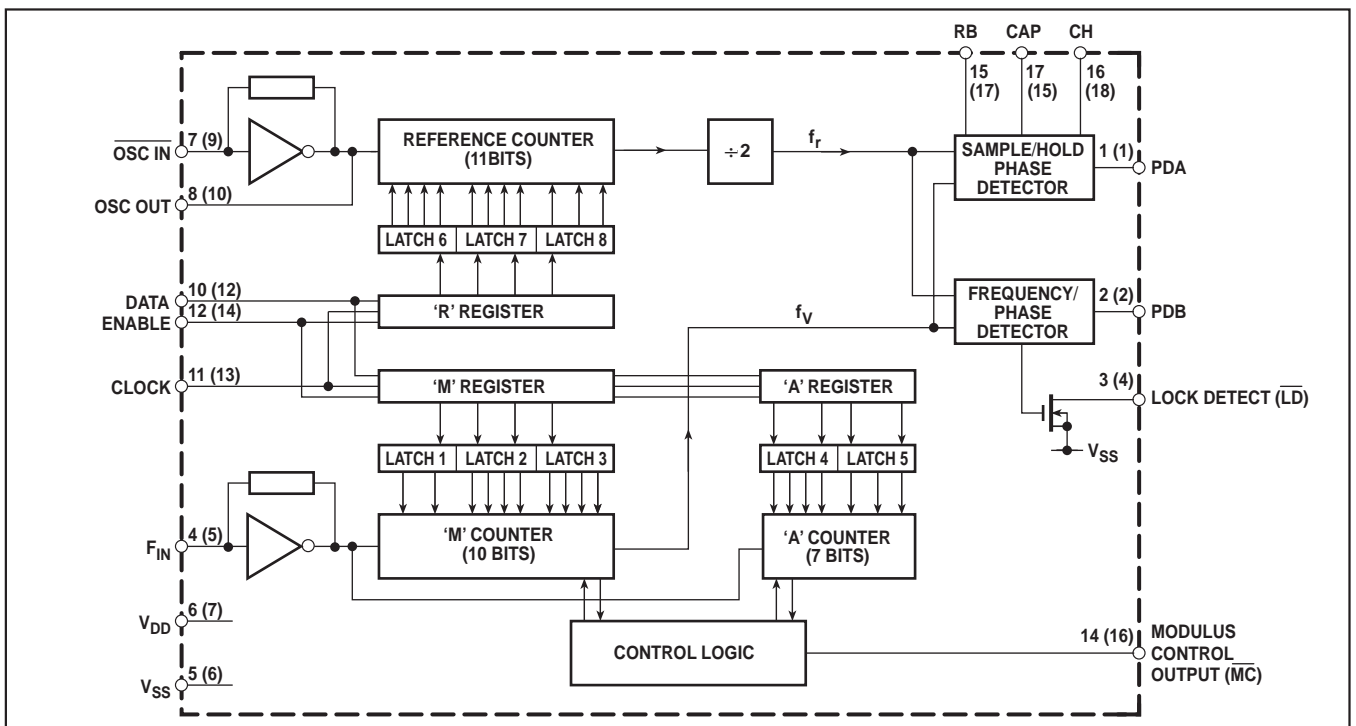 RB CAP CH
15 (17)
17 (15)
16 (18)
OSC IN
7 (9)
REFERENCE COUNTER
(11BITS)
÷2
fr
SAMPLE/HOLD
PHASE
DETECTOR
1 (1)
PDA
OSC OUT
8 (10)
LATCH 6 LATCH 7 LATCH 8
DATA
10 (12)
ENABLE
12 (14)
'R' REGISTER
FREQUENCY/
PHASE
DETECTOR
2 (2)
PDB
fV
CLOCK
11 (13)
'M' REGISTER
'A' REGISTER
3 (4)
LOCK DETECT (LD)
VSS
LATCH 1 LATCH 2 LATCH 3
LATCH 4 LATCH 5
FIN
4 (5)
'M' COUNTER
(10 BITS)
'A' COUNTER
(7 BITS)
VDD
6 (7)
CONTROL LOGIC
14 (16)
MODULUS
CONTROL
OUTPUT (MC)
VSS
5 (6)